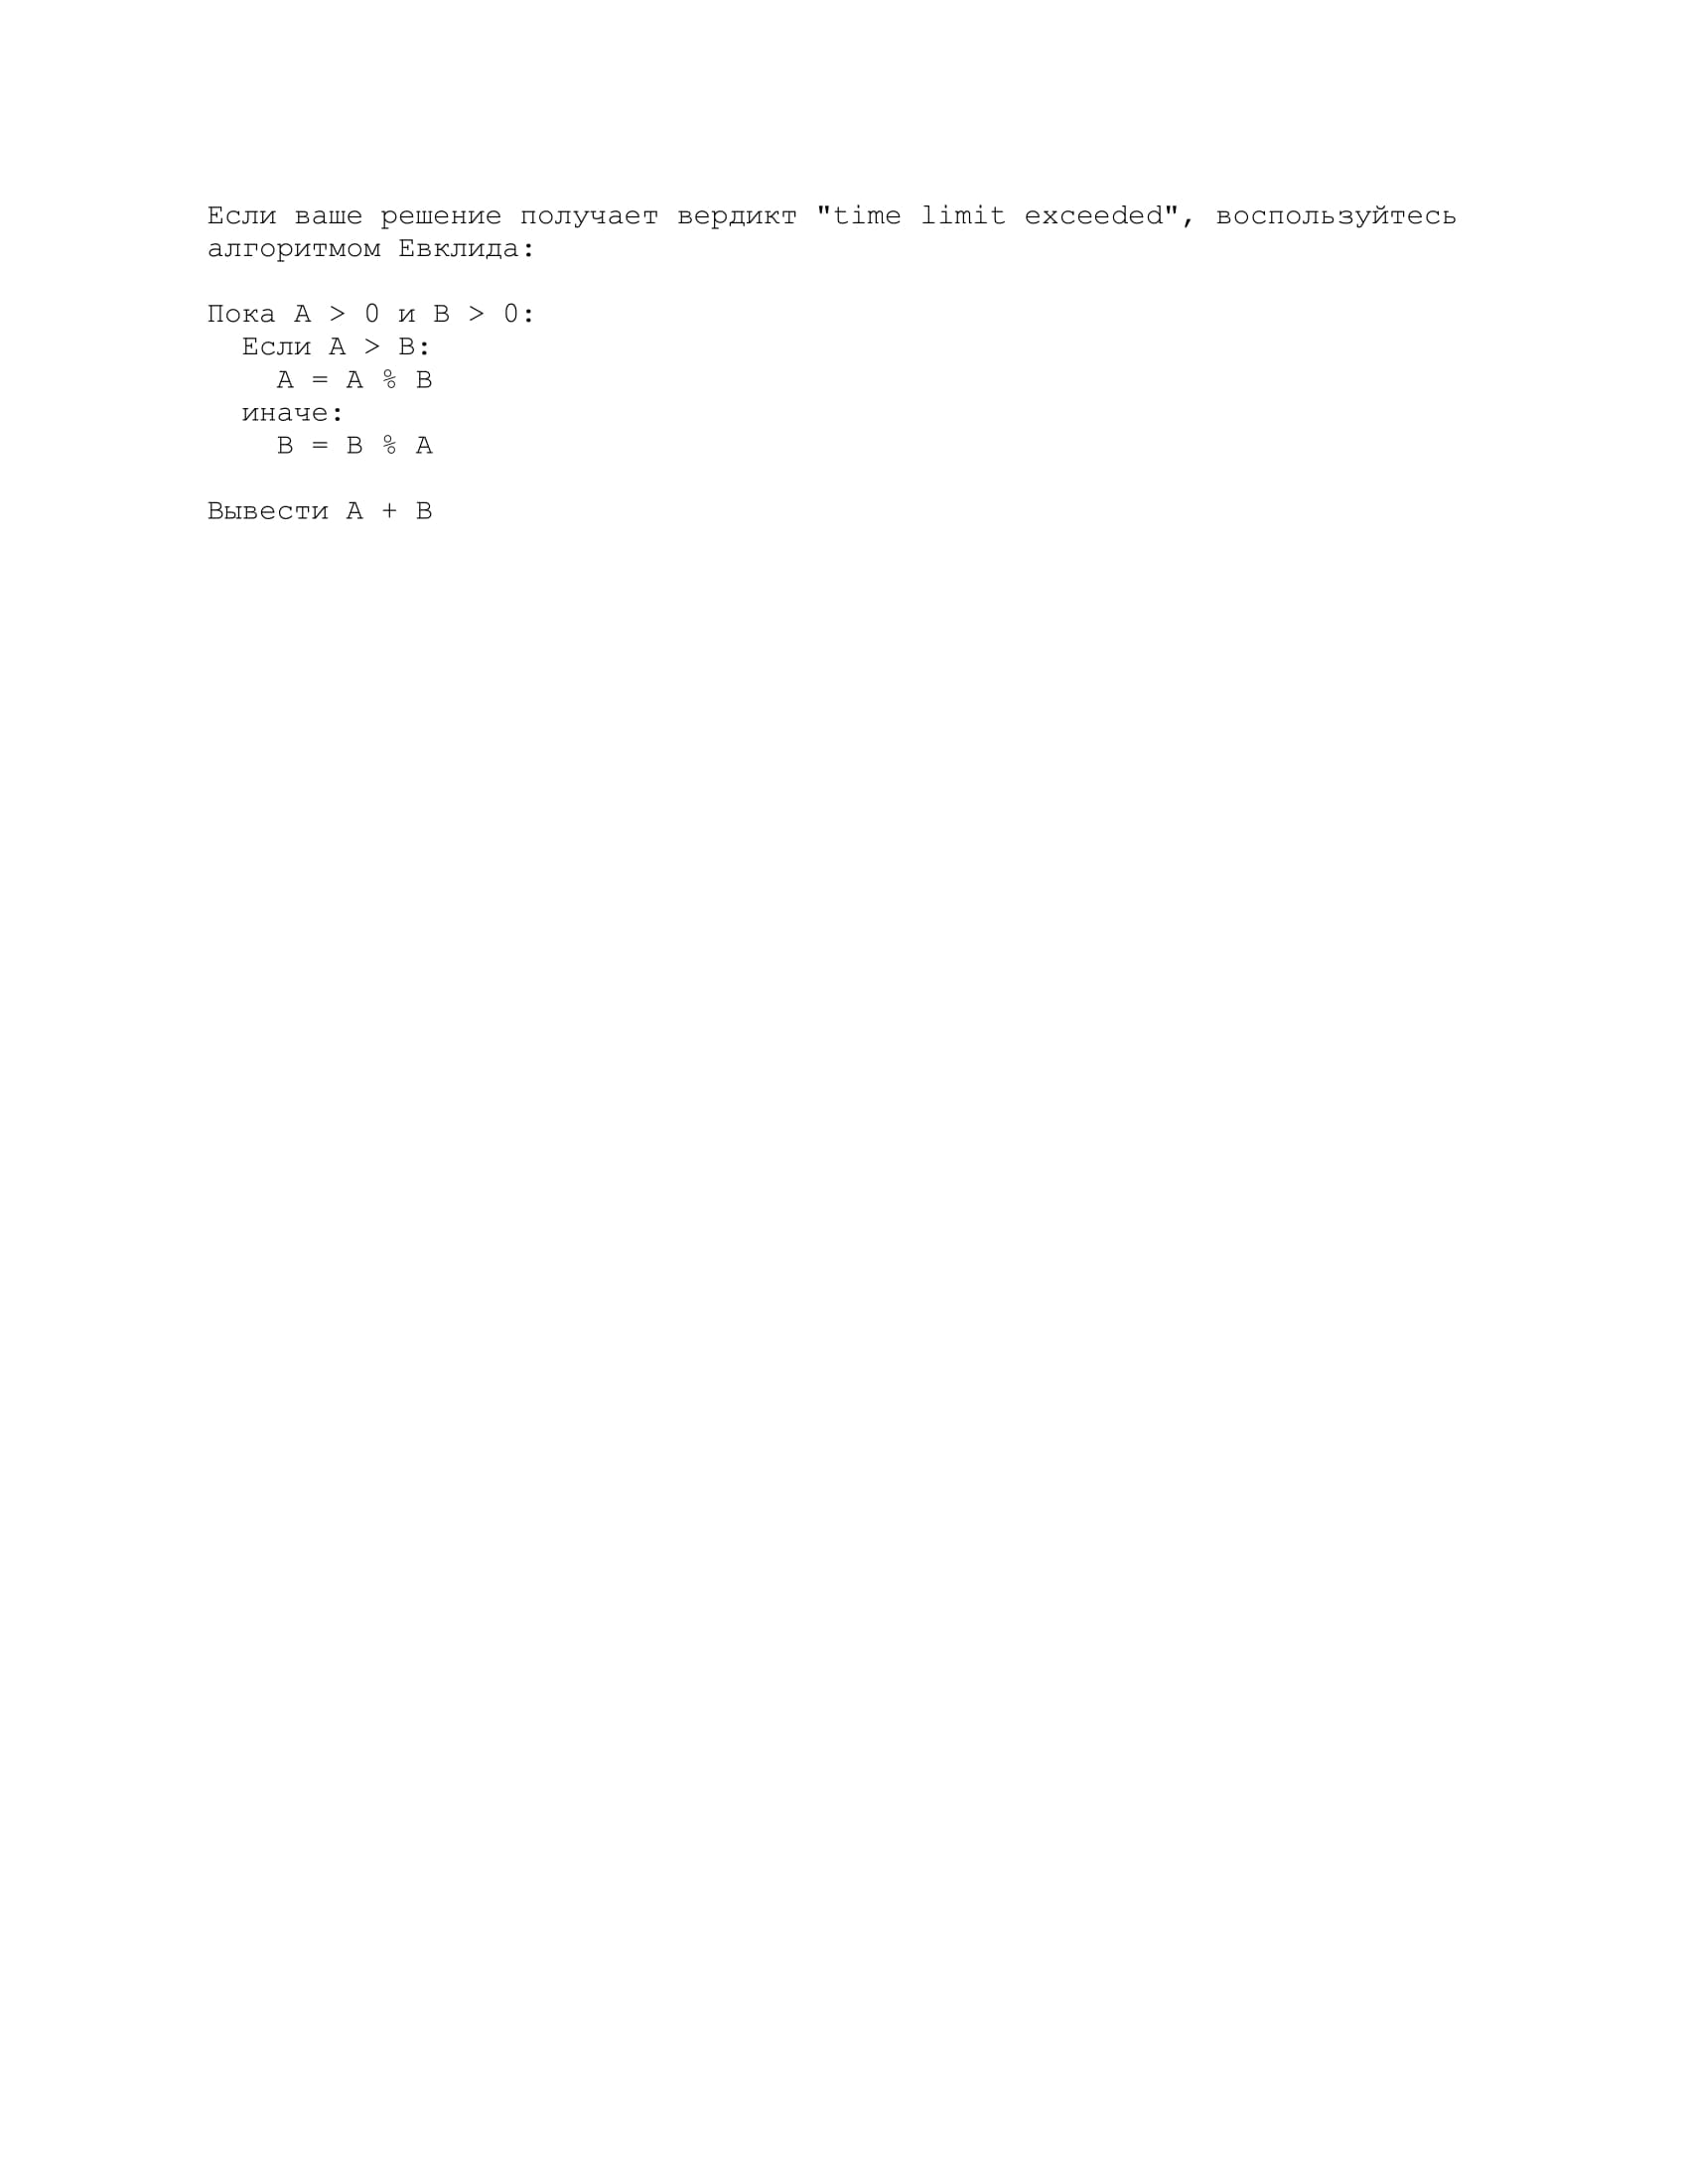 Если ваше решение получает вердикт "time limit exceeded", воспользуйтесь
алгоритмом Евклида:
Пока A > 0 и B > 0:
  Если A > B:
    A = A % B
  иначе:
    B = B % A
Вывести A + B